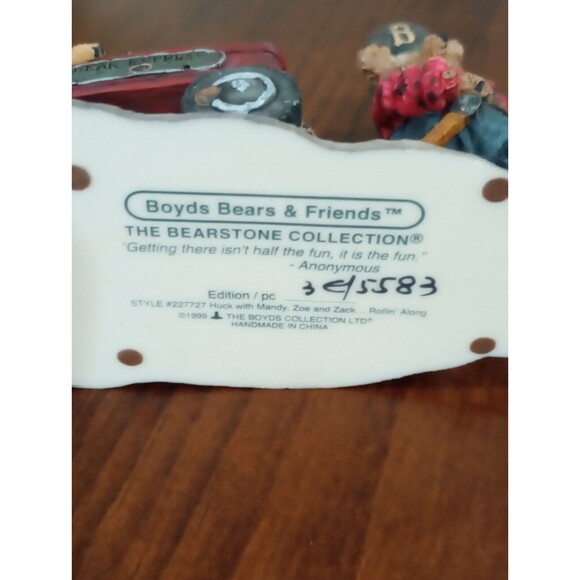 BEAR EXPRESS
B
Boyds Bears & Friends™
THE BEARSTONE COLLECTION®
"Getting there isn't half the fun, it is the fun."
- Anonymous
Edition / pc 3E/5583
STYLE #227727 Huck with Mandy, Zoe and Zack... Rollin' Along
©1999 THE BOYDS COLLECTION LTD®
HANDMADE IN CHINA